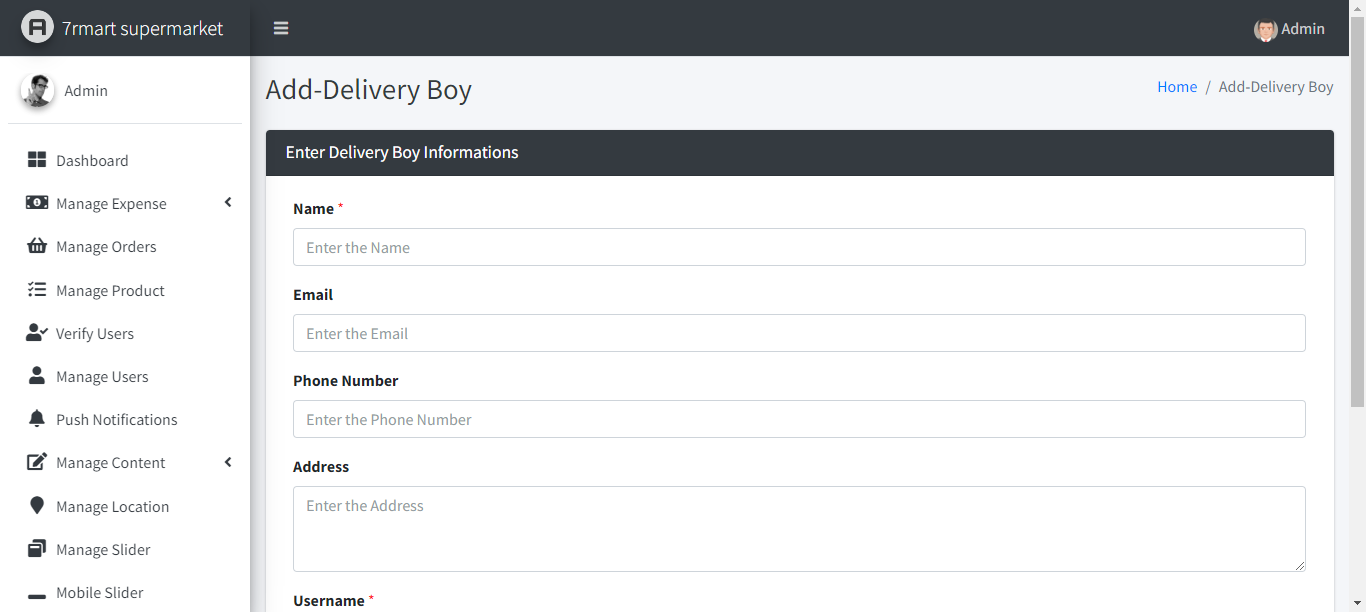 7rmart supermarket
Admin
Admin
Add-Delivery Boy
Home / Add-Delivery Boy
Dashboard
Manage Expense
Manage Orders
Manage Product
Verify Users
Manage Users
Push Notifications
Manage Content
Manage Location
Manage Slider
Mobile Slider
Enter Delivery Boy Informations
Name *
Enter the Name
Email
Enter the Email
Phone Number
Enter the Phone Number
Address
Enter the Address
Username *